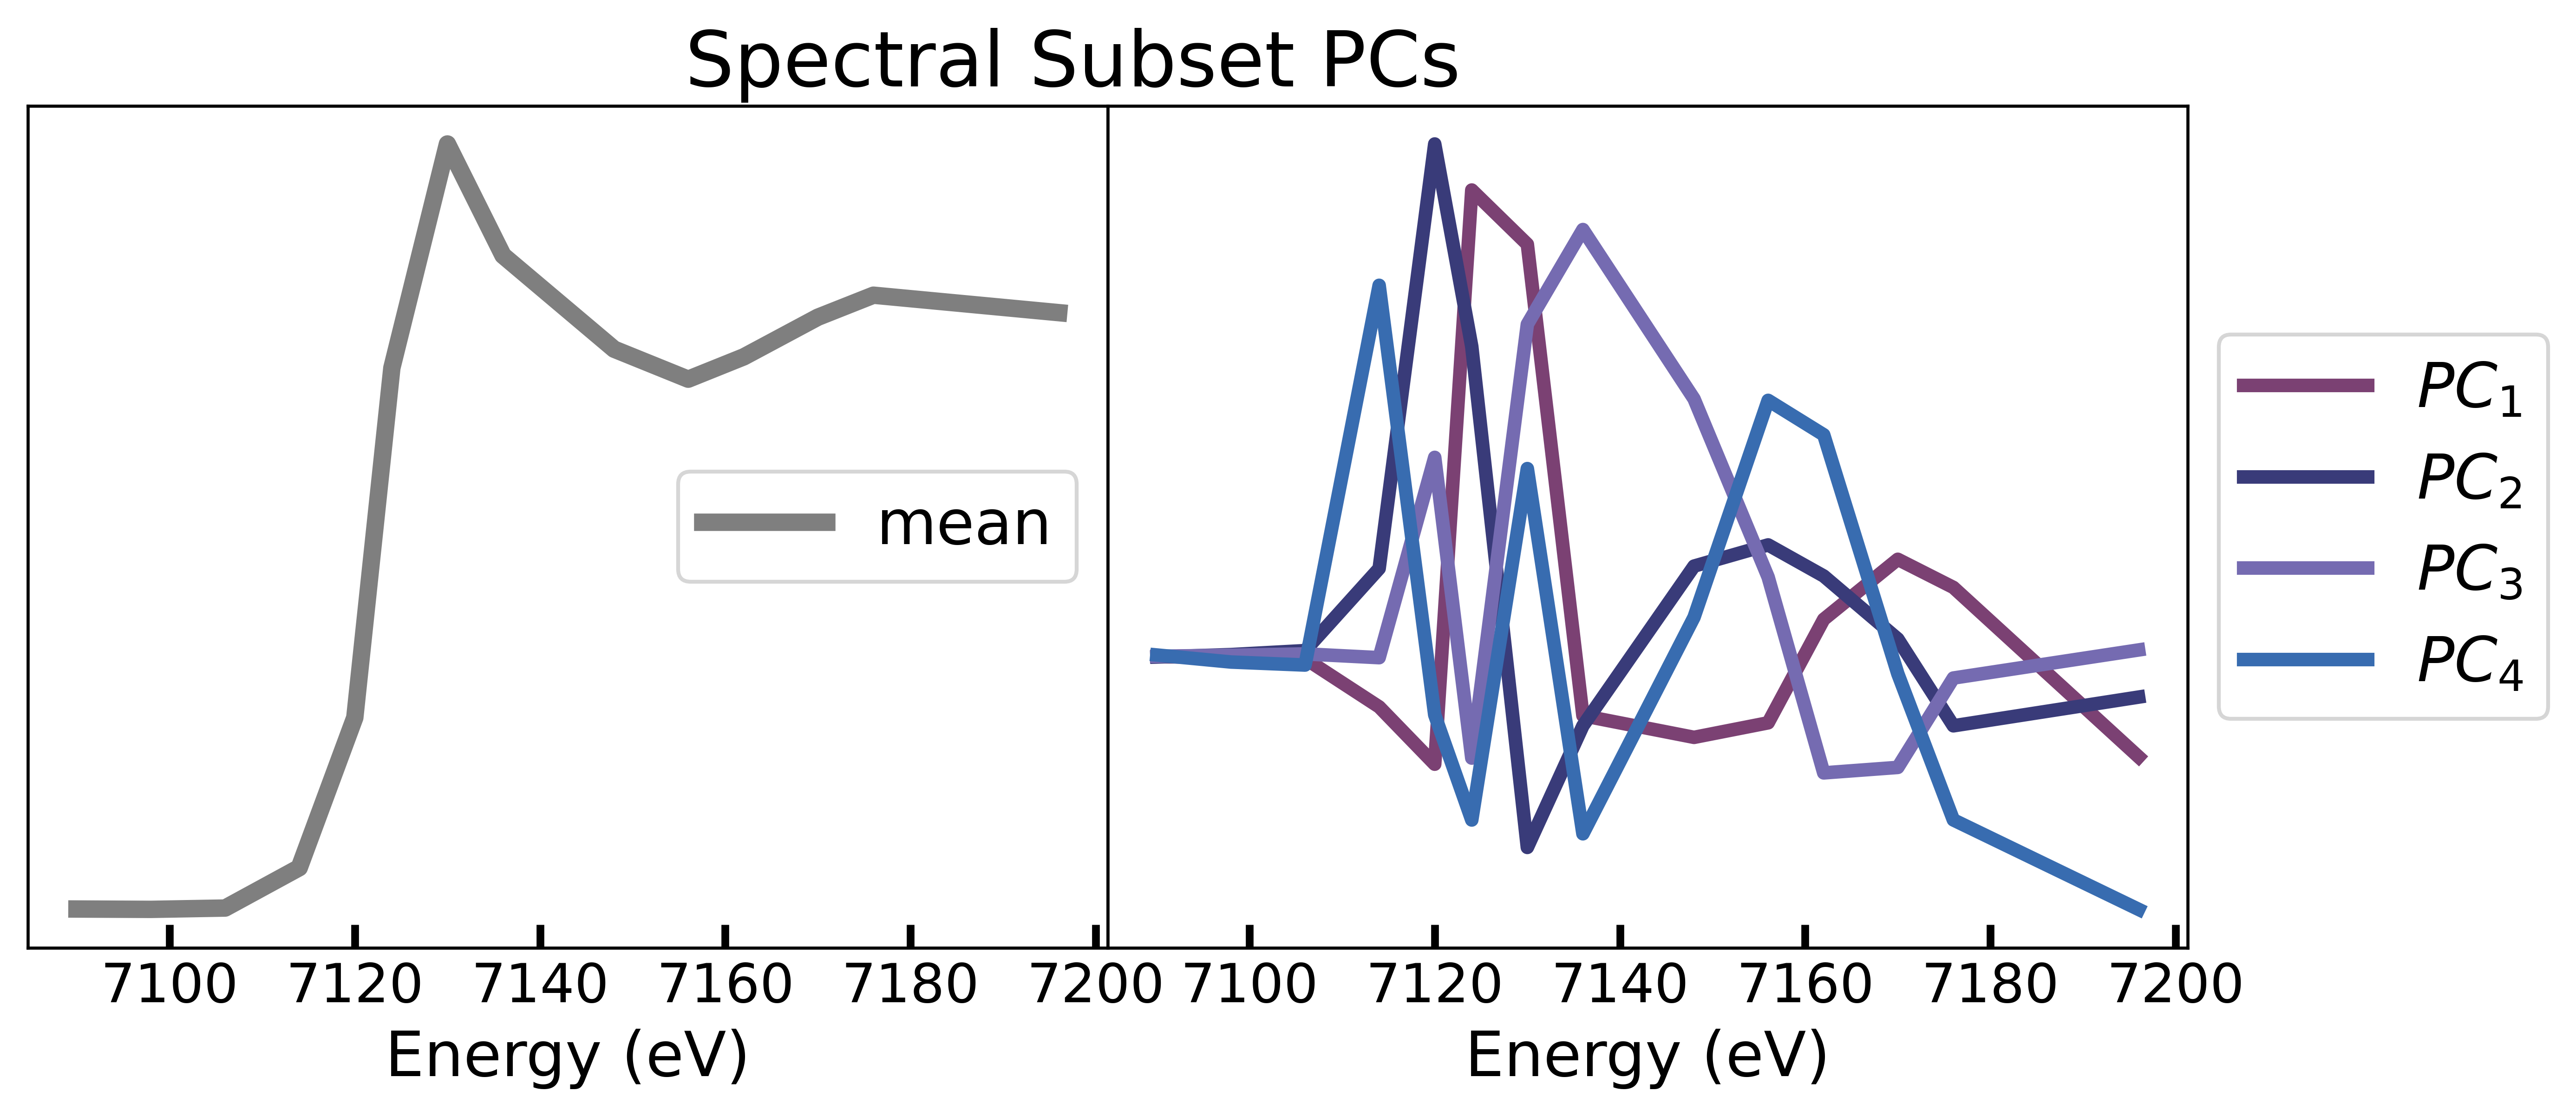 Spectral Subset PCs
mean
7100 7120 7140 7160 7180 7200
Energy (eV)
7100 7120 7140 7160 7180 7200
Energy (eV)
PC₁
PC₂
PC₃
PC₄